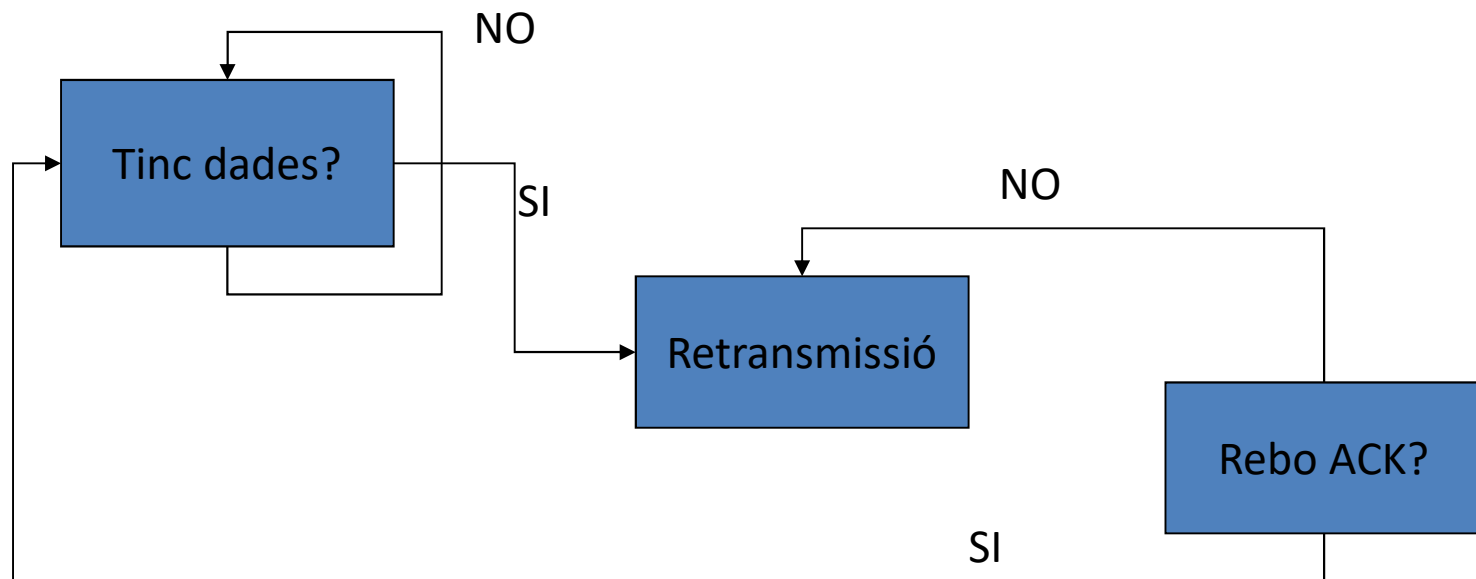 NO
Tinc dades?
SI
NO
Retransmissió
Rebo ACK?
SI